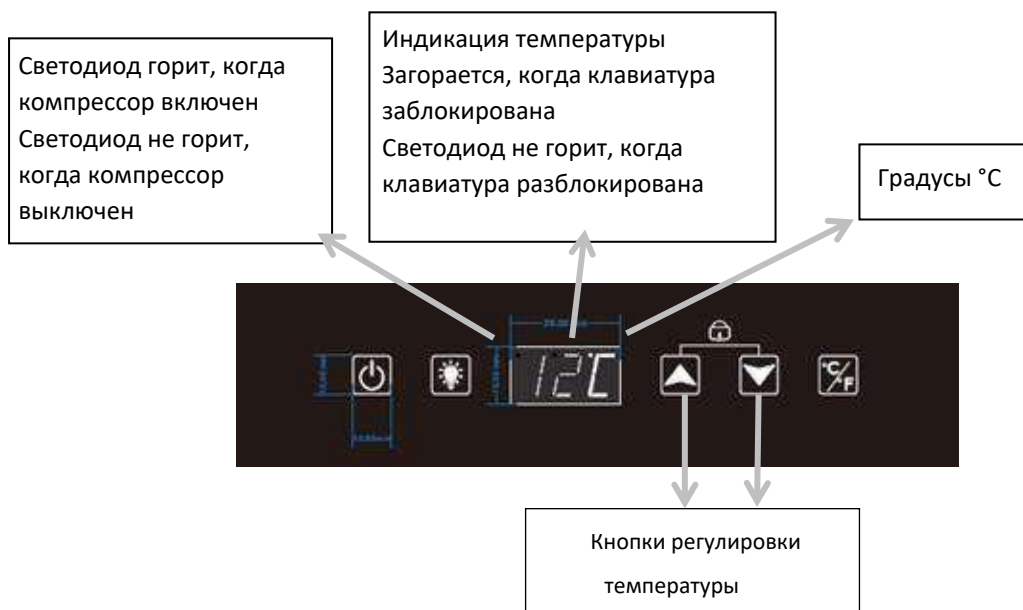 Светодиод горит, когда
компрессор включен
Светодиод не горит,
когда компрессор
выключен
Индикация температуры
Загорается, когда клавиатура
заблокирована
Светодиод не горит, когда
клавиатура разблокирована
Градусы °C
12°C
°C/°F
Кнопки регулировки
температуры